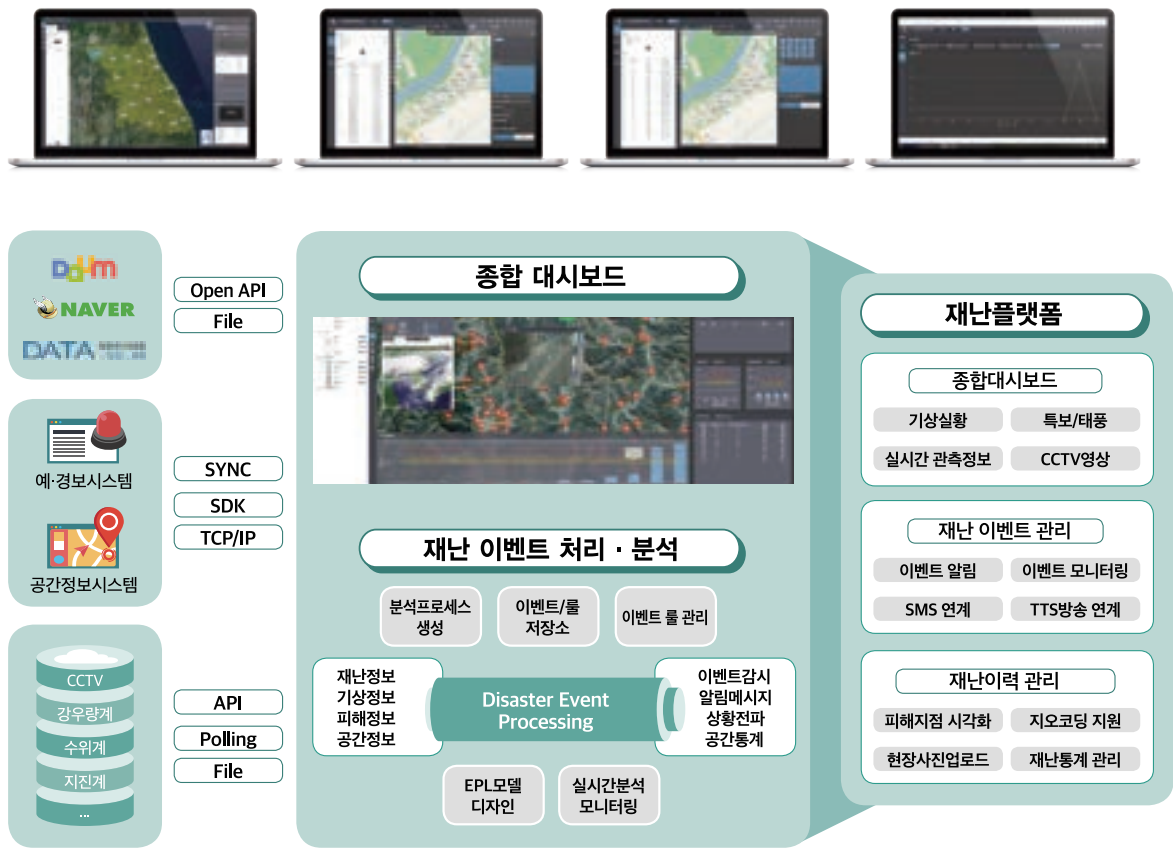 Daum
NAVER
DATA
Open API
File
예·경보시스템
공간정보시스템
SYNC
SDK
TCP/IP
CCTV
강우량계
수위계
지진계
...
API
Polling
File
종합 대시보드
재난 이벤트 처리 · 분석
분석프로세스
생성
이벤트/룰
저장소
이벤트 룰 관리
재난정보
기상정보
피해정보
공간정보
Disaster Event
Processing
이벤트감시
알림메시지
상황전파
공간통계
EPL모델
디자인
실시간분석
모니터링
재난플랫폼
종합대시보드
기상실황
특보/태풍
실시간 관측정보
CCTV영상
재난 이벤트 관리
이벤트 알림
이벤트 모니터링
SMS 연계
TTS방송 연계
재난이력 관리
피해지점 시각화
지오코딩 지원
현장사진업로드
재난통계 관리